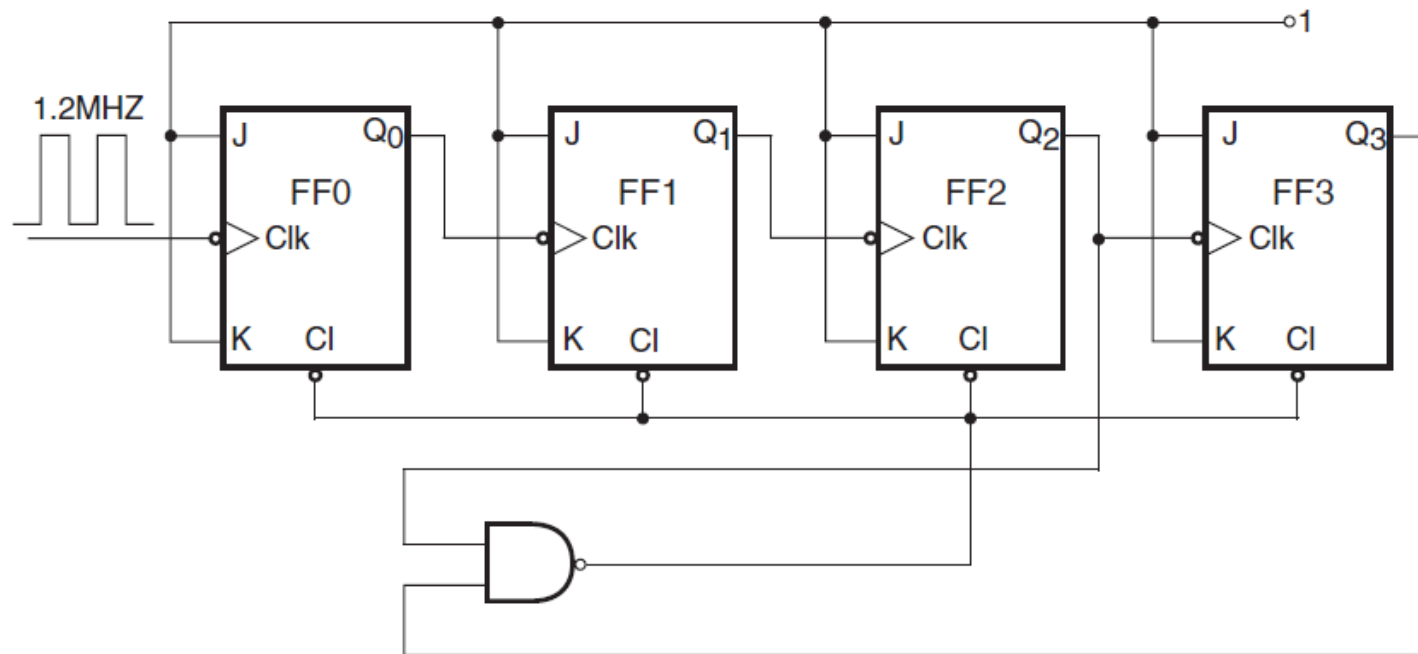 1
1.2MHZ
J Q0 J Q1 J Q2 J Q3
FF0 FF1 FF2 FF3
Clk Clk Clk Clk
K Cl K Cl K Cl K Cl